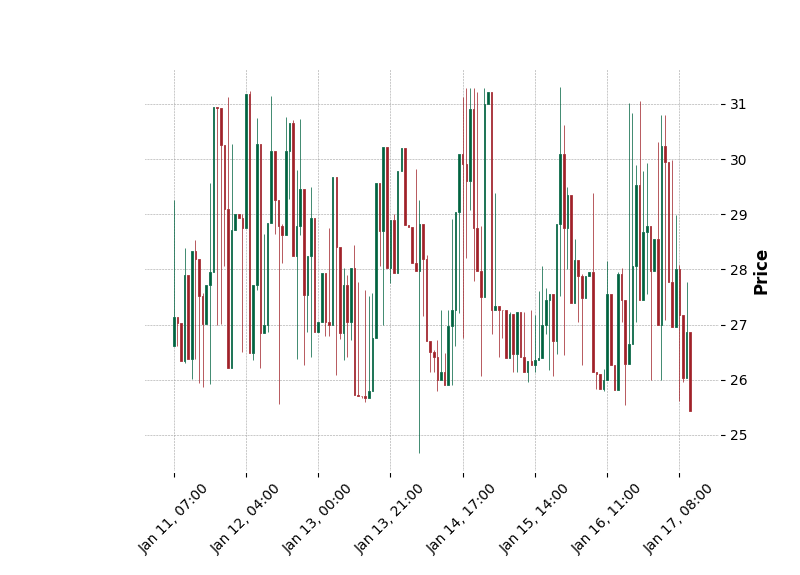 31
30
29
28
27
26
25
Price
Jan 11, 07:00
Jan 12, 04:00
Jan 13, 00:00
Jan 13, 21:00
Jan 14, 17:00
Jan 15, 14:00
Jan 16, 11:00
Jan 17, 08:00